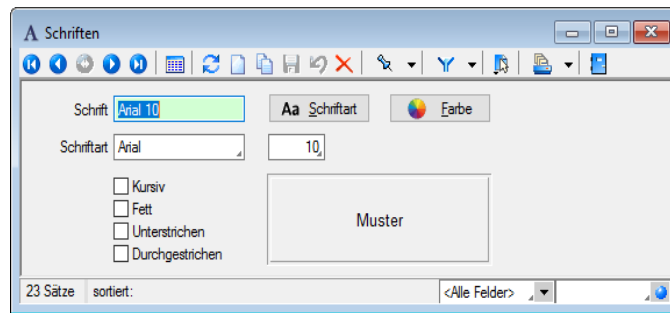 A Schriften
Schrift Arial 10 Aa Schriftart Farbe
Schriftart Arial 10
Kursiv
Fett
Unterstrichen
Durchgestrichen
Muster
23 Sätze sortiert: <Alle Felder>